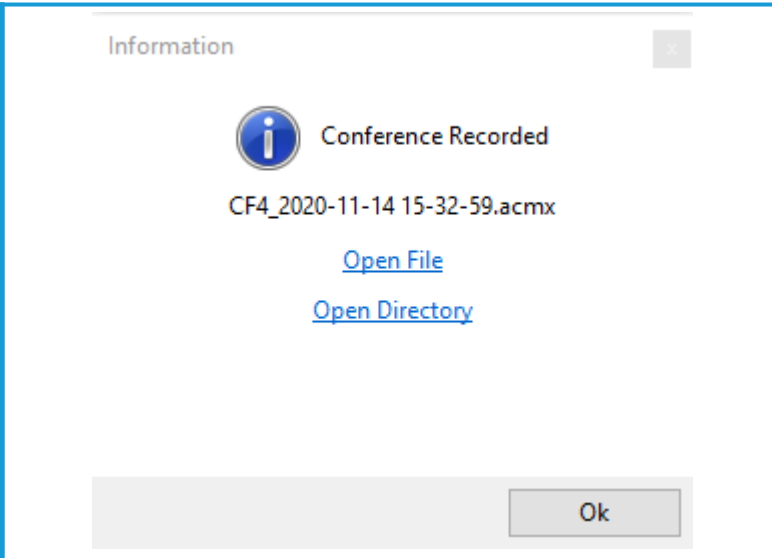 Information
x
Conference Recorded
CF4_2020-11-14 15-32-59.acmx
Open File
Open Directory
Ok